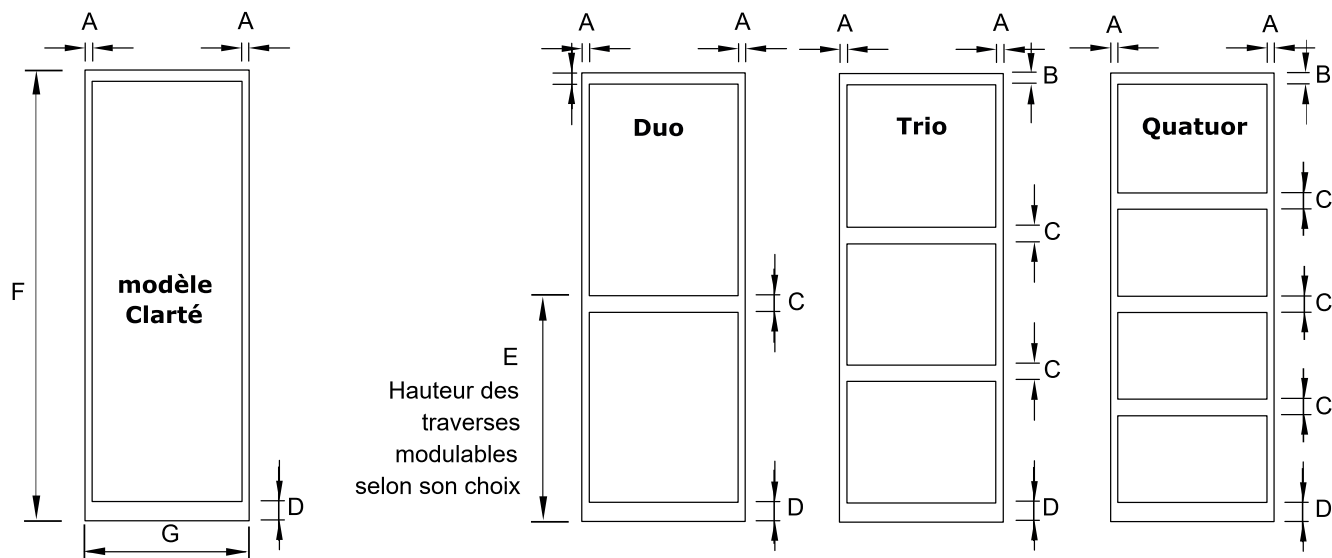 A A A A A A A A
B B
Duo Trio Quatuor
C
C
F
modèle
Clarté
C C
E
Hauteur des
traverses
modulables
selon son choix
C
C
D D D
G